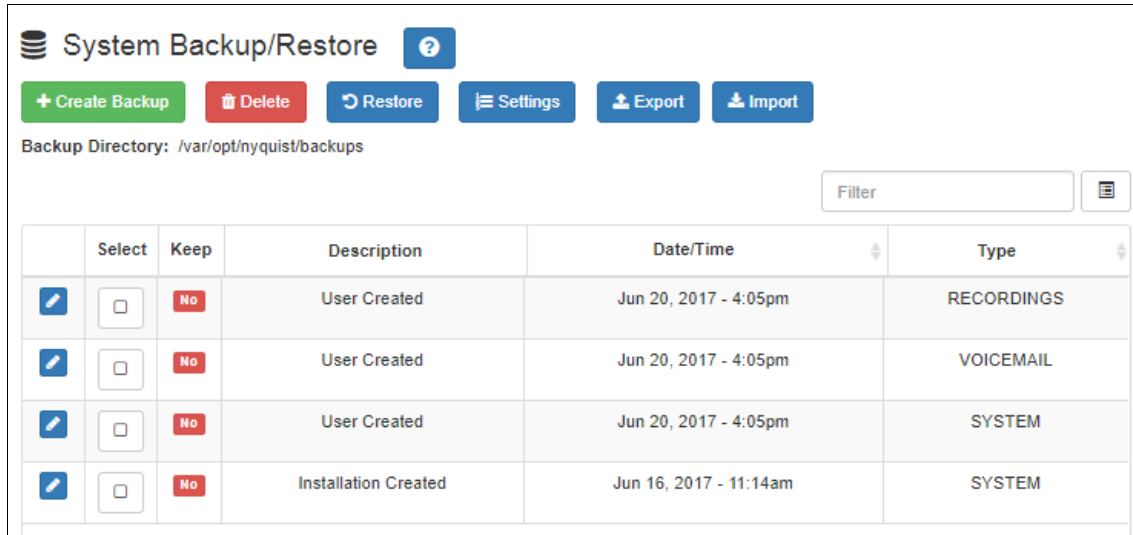 System Backup/Restore
Create Backup Delete Restore Settings Export Import
Backup Directory: /var/opt/nyquist/backups
Filter
Select Keep Description Date/Time Type
No User Created Jun 20, 2017 - 4:05pm RECORDINGS
No User Created Jun 20, 2017 - 4:05pm VOICEMAIL
No User Created Jun 20, 2017 - 4:05pm SYSTEM
No Installation Created Jun 16, 2017 - 11:14am SYSTEM